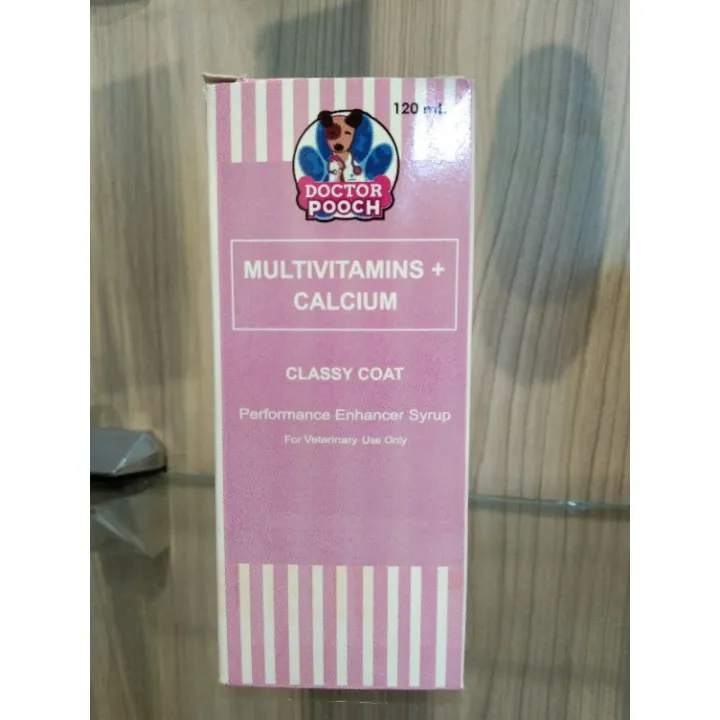 120 mL
DOCTOR
POOCH
MULTIVITAMINS +
CALCIUM
CLASSY COAT
Performance Enhancer Syrup
For Veterinary Use Only